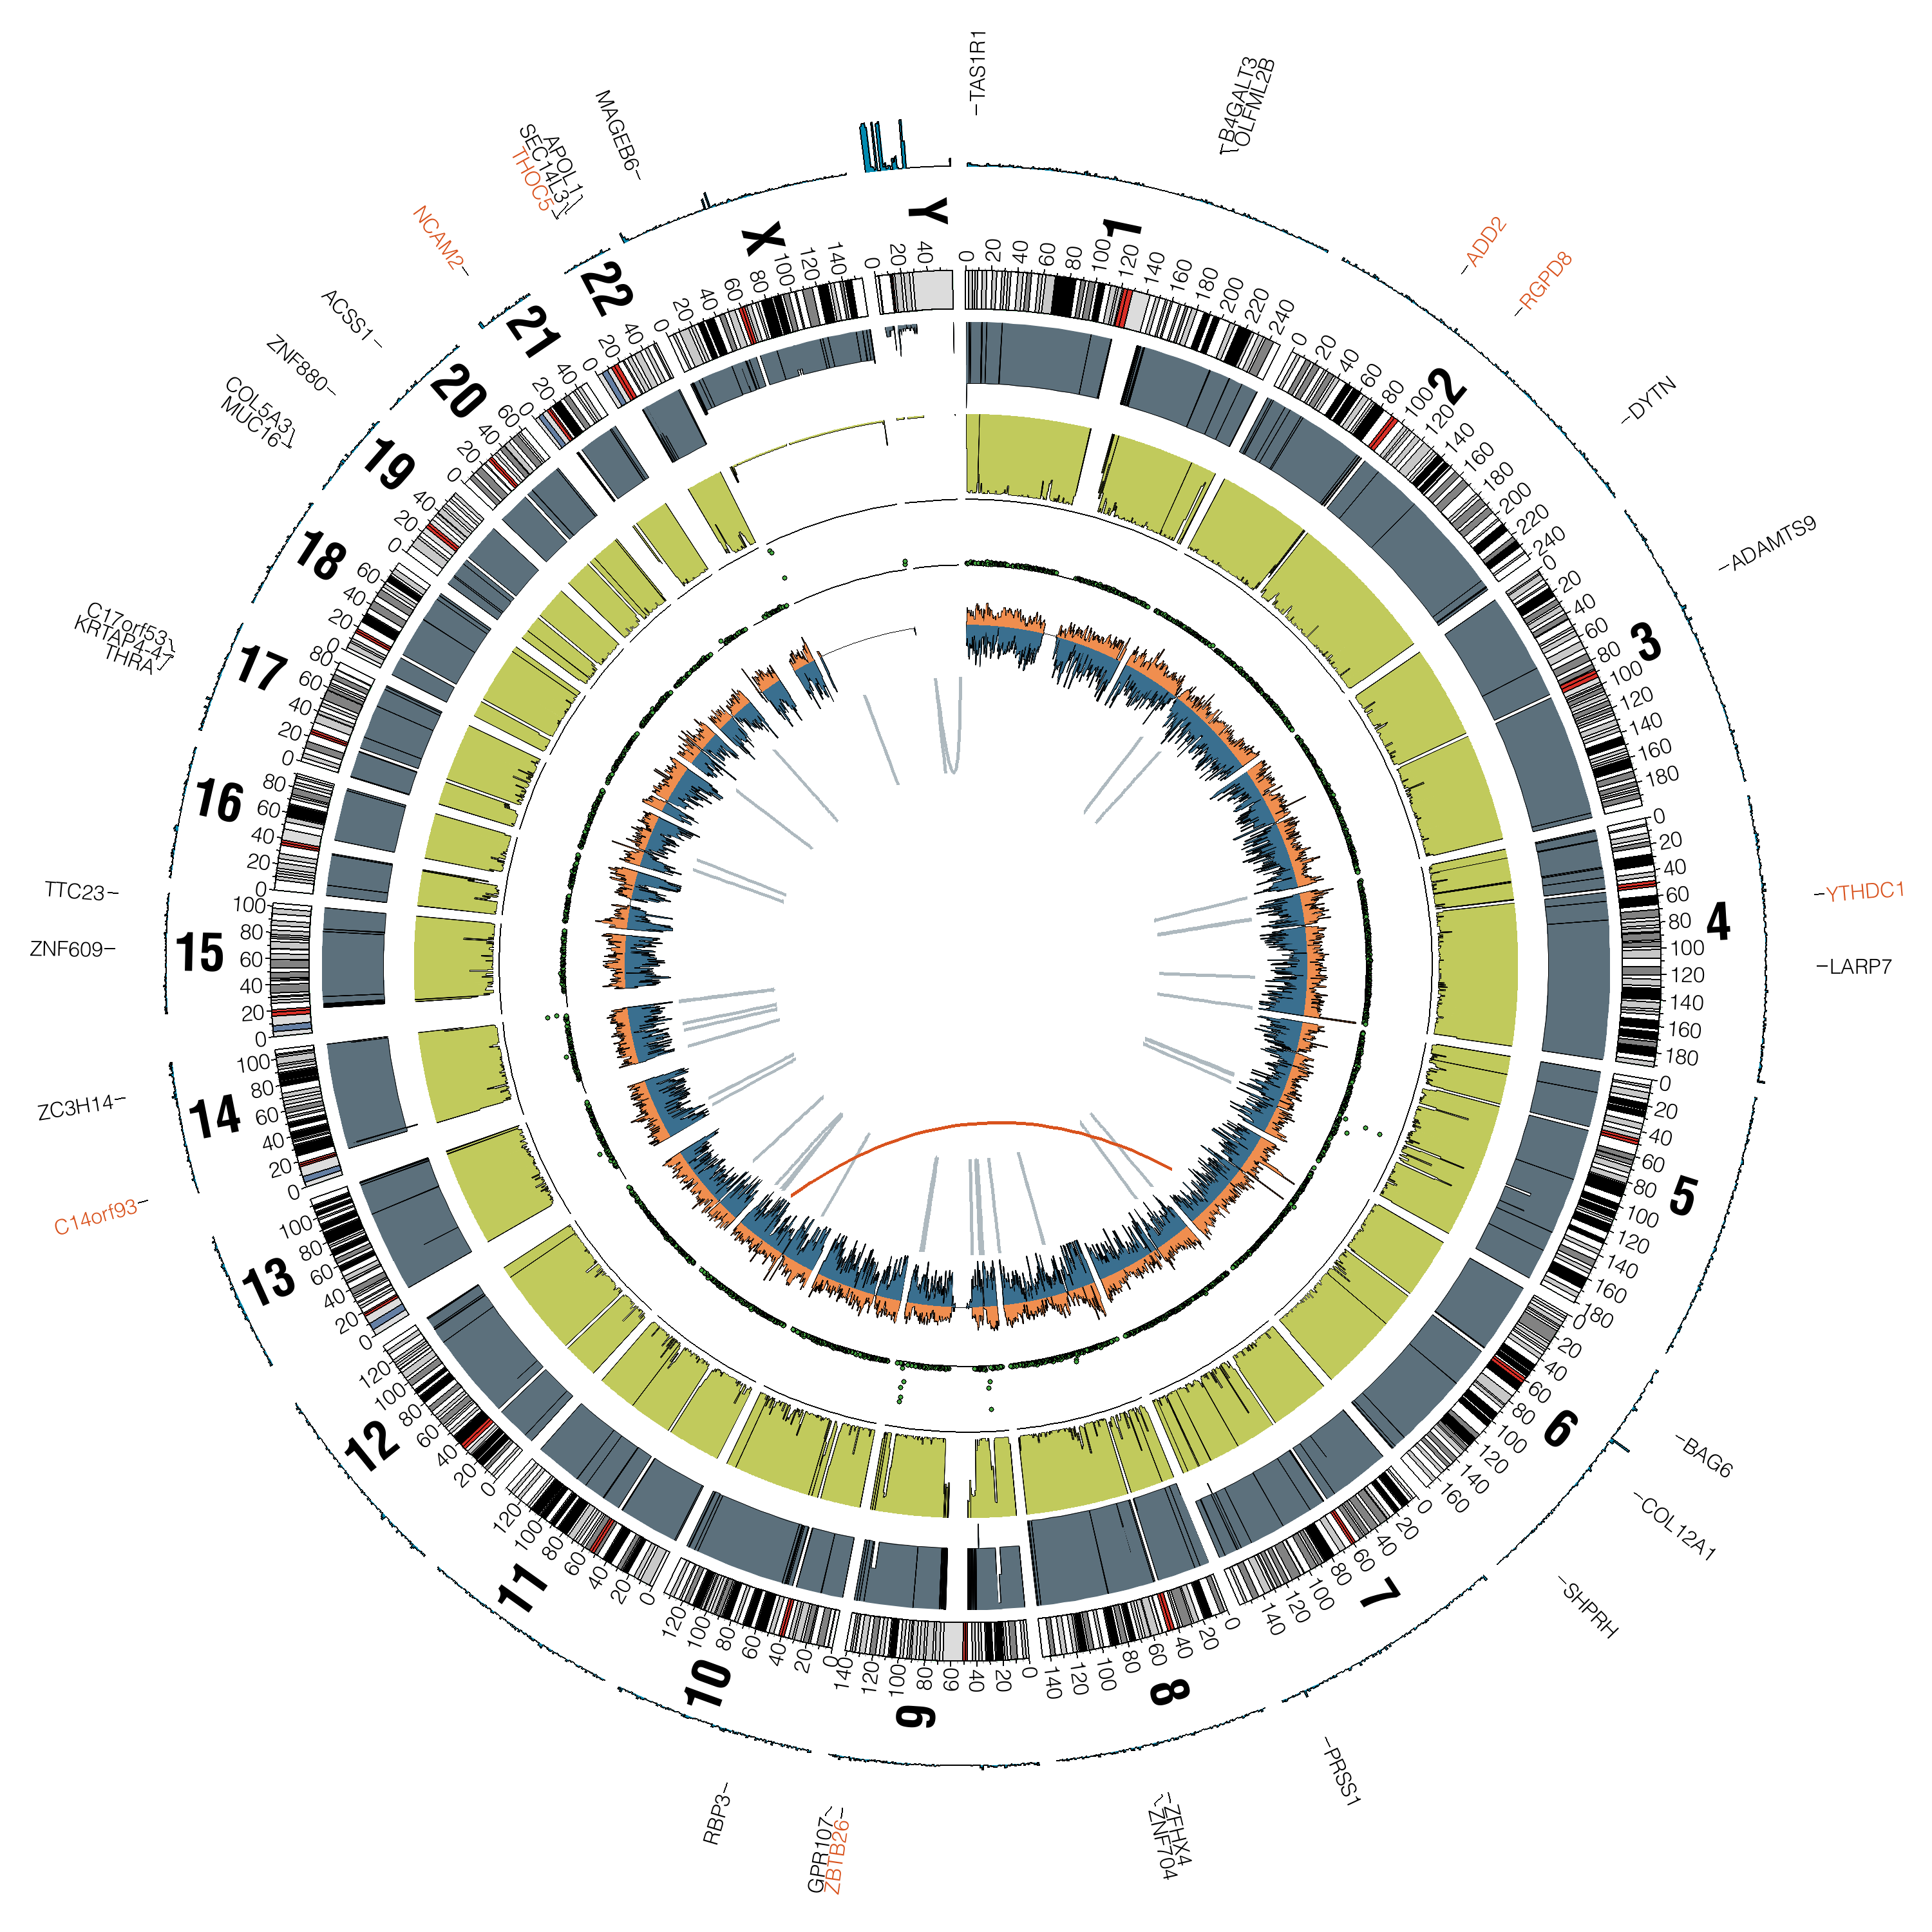 TAS1R1
B4GALT3
OLFML2B
ADD2
RGPD8
DYTN
ADAMTS9
YTHDC1
LARP7
BAG6
COL12A1
SHPRH
PRSS1
ZFHX4
ZNF704
ZBTB26
GPR107
RBP3
C14orf93
ZC3H14
ZNF609
TTC23
THRA
KRTAP4-4
C17orf53
MUC16
COL5A3
ZNF880
ACSS1
NCAM2
THOC5
SEC14L3
APOL1
MAGEB6
1
0 20 40 60 80 100 120 140 160 180 200 220 240
2
0 20 40 60 80 100 120 140 160 180 200 220 240
3
0 20 40 60 80 100 120 140 160 180
4
0 20 40 60 80 100 120 140 160 180
5
0 20 40 60 80 100 120 140 160 180
6
0 20 40 60 80 100 120 140 160
7
0 20 40 60 80 100 120 140
8
0 20 40 60 80 100 120 140
9
0 20 40 60 80 100 120 140
10
0 20 40 60 80 100 120
11
0 20 40 60 80 100 120
12
0 20 40 60 80 100 120
13
0 20 40 60 80 100
14
0 20 40 60 80 100
15
0 20 40 60 80 100
16
0 20 40 60 80
17
0 20 40 60 80
18
0 20 40 60
19
0 20 40
20
0 20 40 60
21
0 20 40
22
0 20 40
X
0 20 40 60 80 100 120 140
Y
0 20 40